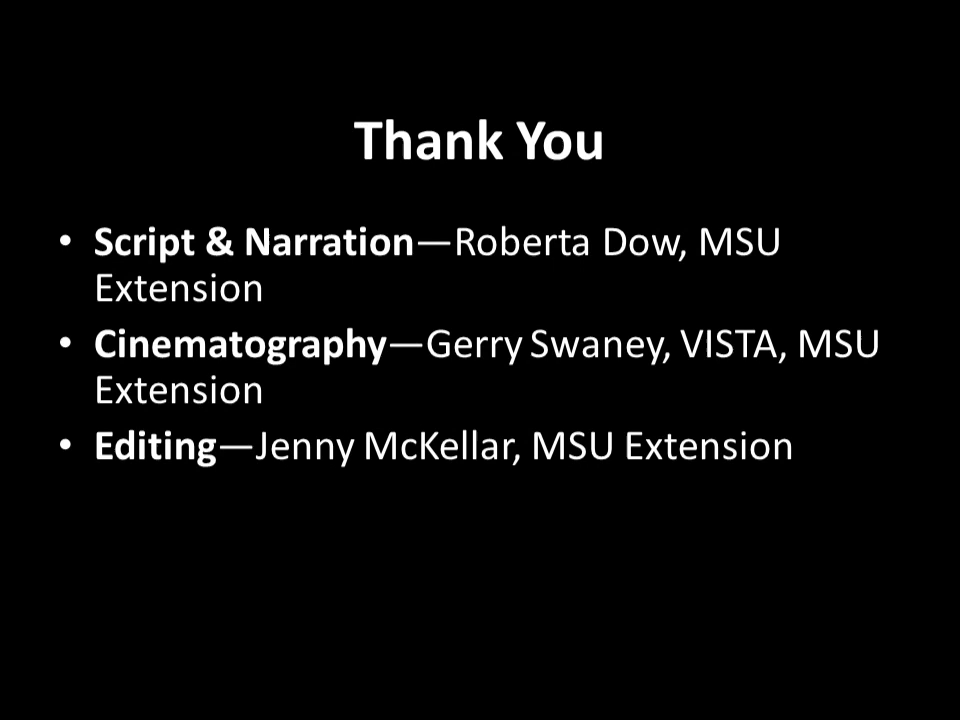 Thank You
• Script & Narration—Roberta Dow, MSU
Extension
• Cinematography—Gerry Swaney, VISTA, MSU
Extension
• Editing—Jenny McKellar, MSU Extension